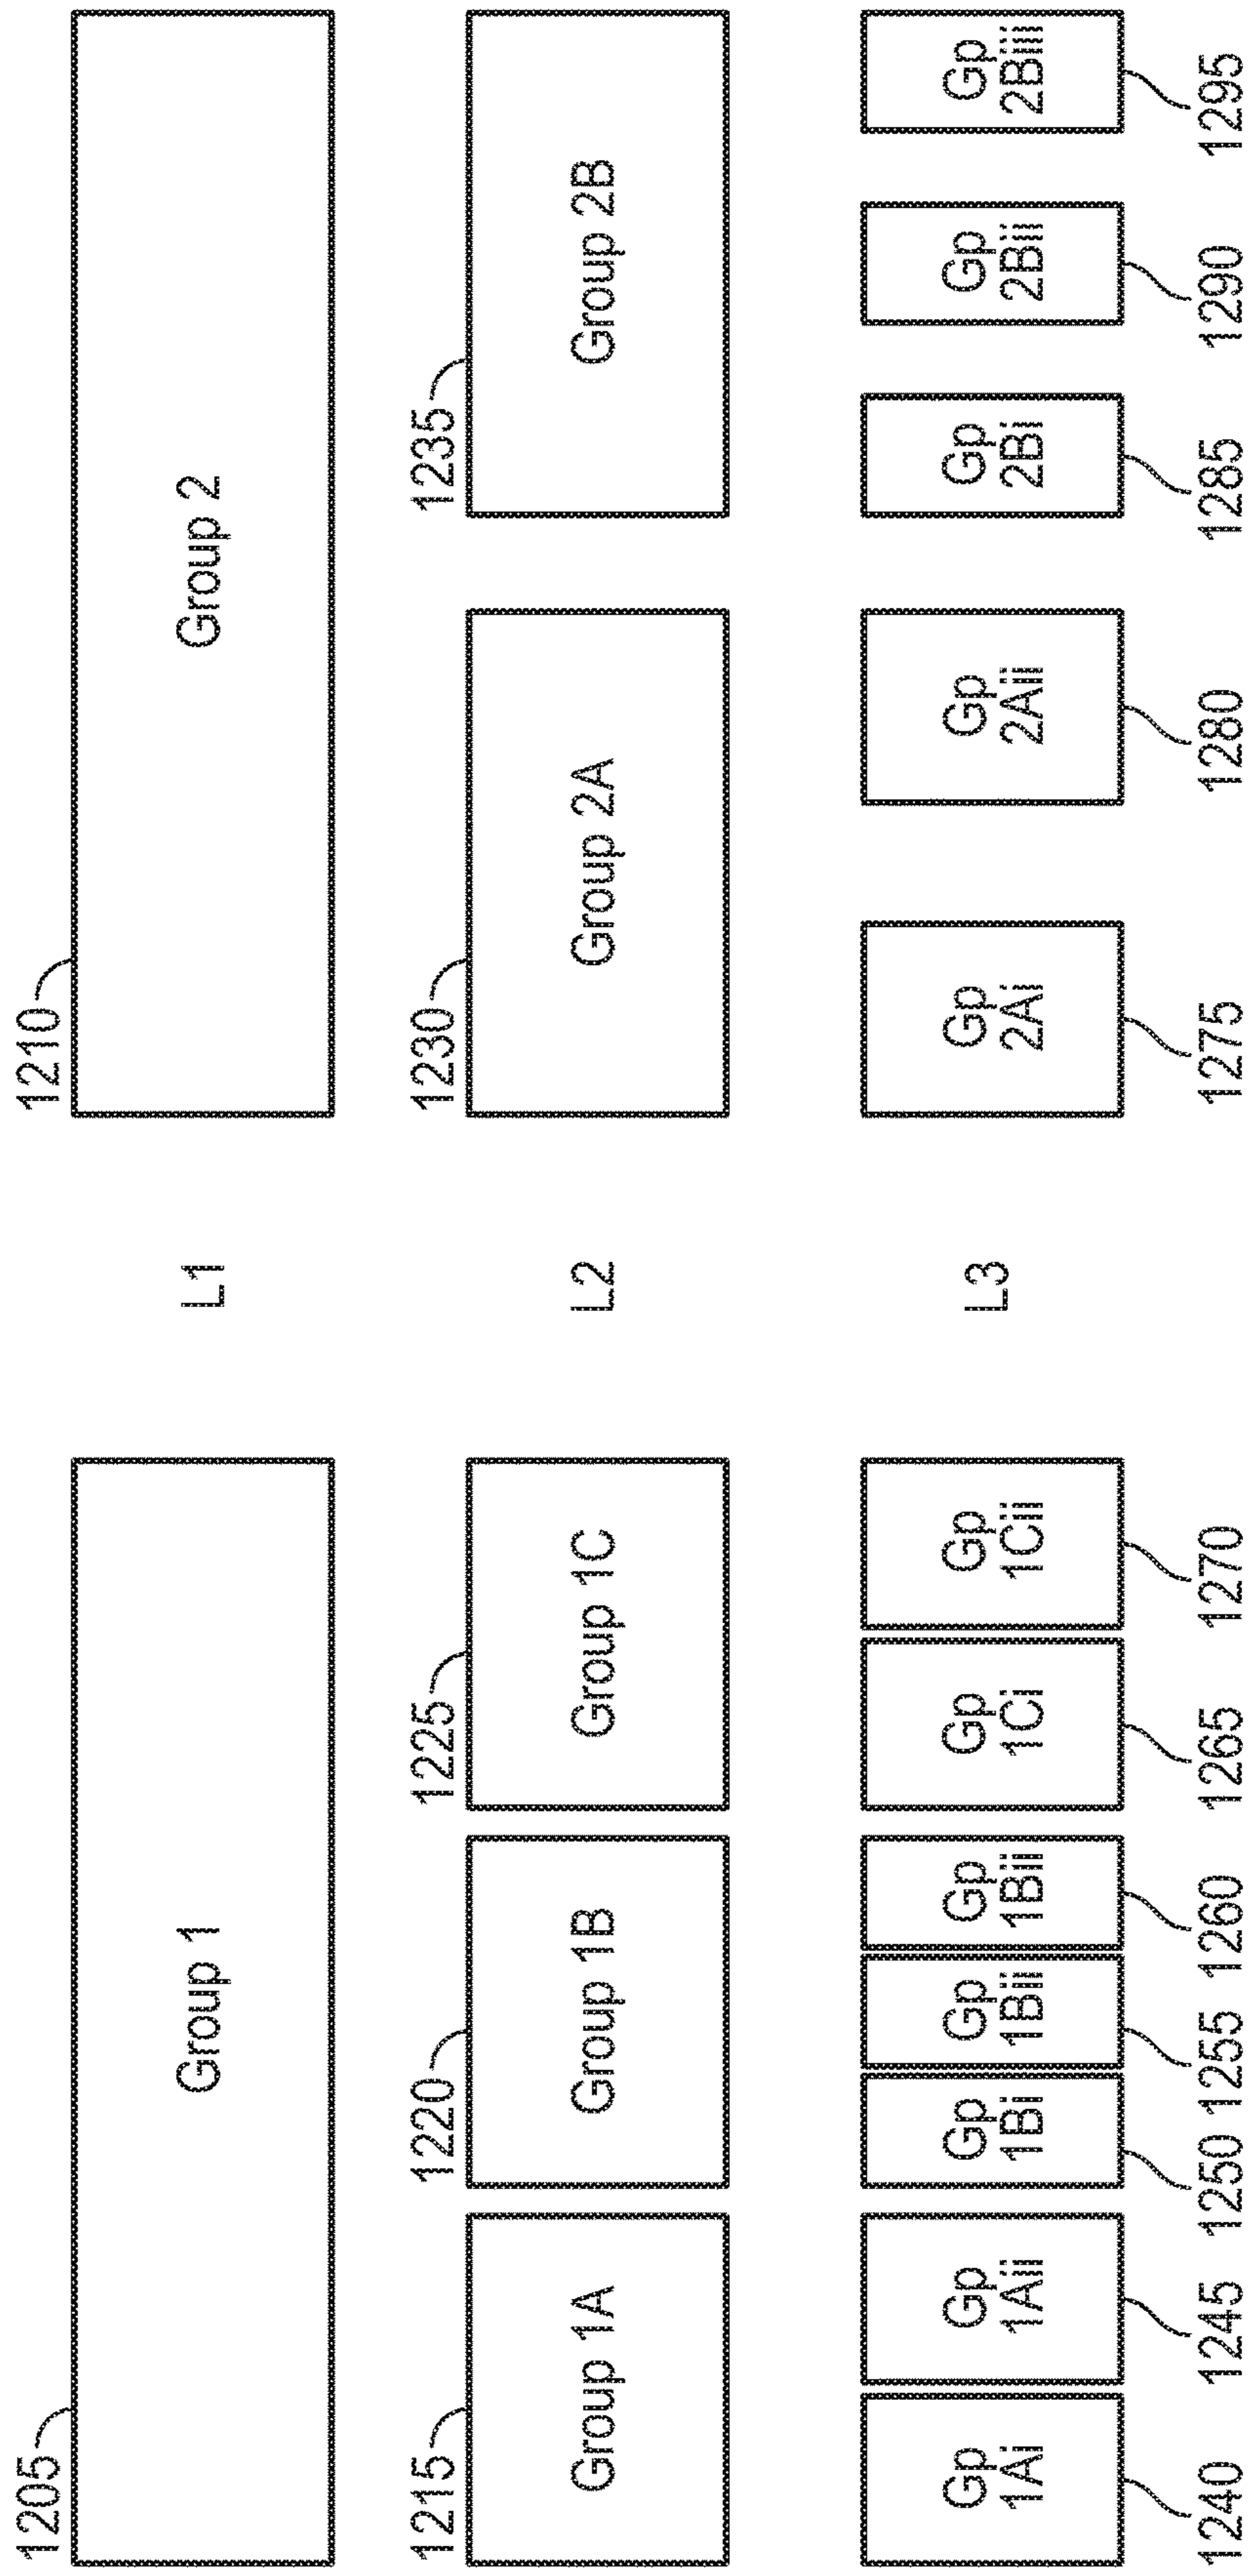 1205
1210
Group 1
L1
Group 2
1215
1220
1225
1230
1235
Group 1A
Group 1B
Group 1C
L2
Group 2A
Group 2B
Gp
1Ai
Gp
1Aii
Gp
1Bi
Gp
1Bii
Gp
1Bii
Gp
1Ci
Gp
1Cii
L3
Gp
2Ai
Gp
2Aii
Gp
2Bi
Gp
2Bii
Gp
2Biii
1240
1245
1250
1255
1260
1265
1270
1275
1280
1285
1290
1295